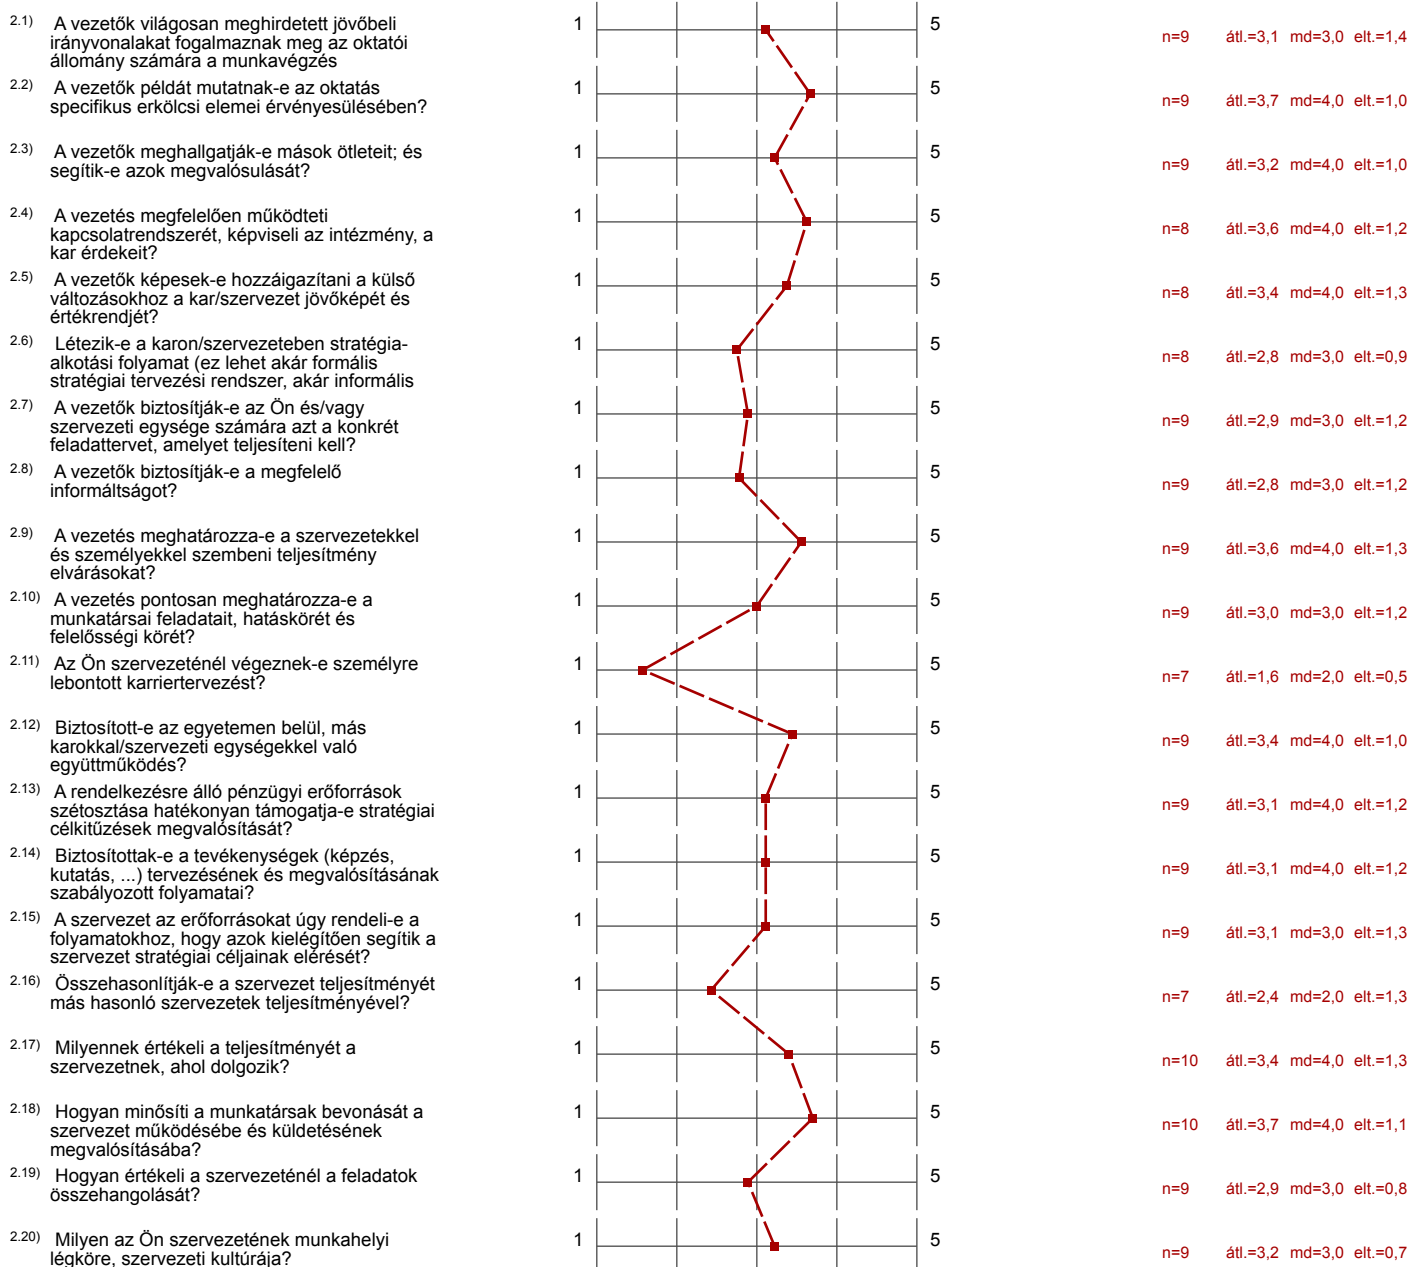 2.1) A vezetők világosan meghirdetett jövőbeli
irányvonalakat fogalmaznak meg az oktatói
állomány számára a munkavégzés
1 5
n=9 átl.=3,1 md=3,0 elt.=1,4
2.2) A vezetők példát mutatnak-e az oktatás
specifikus erkölcsi elemei érvényesülésében?
1 5
n=9 átl.=3,7 md=4,0 elt.=1,0
2.3) A vezetők meghallgatják-e mások ötleteit; és
segítik-e azok megvalósulását?
1 5
n=9 átl.=3,2 md=4,0 elt.=1,0
2.4) A vezetés megfelelően működteti
kapcsolatrendszerét, képviseli az intézmény, a
kar érdekeit?
1 5
n=8 átl.=3,6 md=4,0 elt.=1,2
2.5) A vezetők képesek-e hozzáigazítani a külső
változásokhoz a kar/szervezet jövőképét és
értékrendjét?
1 5
n=8 átl.=3,4 md=4,0 elt.=1,3
2.6) Létezik-e a karon/szervezeteben stratégia-
alkotási folyamat (ez lehet akár formális
stratégiai tervezési rendszer, akár informális
1 5
n=8 átl.=2,8 md=3,0 elt.=0,9
2.7) A vezetők biztosítják-e az Ön és/vagy
szervezeti egysége számára azt a konkrét
feladattervet, amelyet teljesíteni kell?
1 5
n=9 átl.=2,9 md=3,0 elt.=1,2
2.8) A vezetők biztosítják-e a megfelelő
informáltságot?
1 5
n=9 átl.=2,8 md=3,0 elt.=1,2
2.9) A vezetés meghatározza-e a szervezetekkel
és személyekkel szembeni teljesítmény
elvárásokat?
1 5
n=9 átl.=3,6 md=4,0 elt.=1,3
2.10) A vezetés pontosan meghatározza-e a
munkatársai feladatait, hatáskörét és
felelősségi körét?
1 5
n=9 átl.=3,0 md=3,0 elt.=1,2
2.11) Az Ön szervezeténél végeznek-e személyre
lebontott karriertervezést?
1 5
n=7 átl.=1,6 md=2,0 elt.=0,5
2.12) Biztosított-e az egyetemen belül, más
karokkal/szervezeti egységekkel való
együttműködés?
1 5
n=9 átl.=3,4 md=4,0 elt.=1,0
2.13) A rendelkezésre álló pénzügyi erőforrások
szétosztása hatékonyan támogatja-e stratégiai
célkitűzések megvalósítását?
1 5
n=9 átl.=3,1 md=4,0 elt.=1,2
2.14) Biztosítottak-e a tevékenységek (képzés,
kutatás, ...) tervezésének és megvalósításának
szabályozott folyamatai?
1 5
n=9 átl.=3,1 md=4,0 elt.=1,2
2.15) A szervezet az erőforrásokat úgy rendeli-e a
folyamatokhoz, hogy azok kielégítően segítik a
szervezet stratégiai céljainak elérését?
1 5
n=9 átl.=3,1 md=3,0 elt.=1,3
2.16) Összehasonlítják-e a szervezet teljesítményét
más hasonló szervezetek teljesítményével?
1 5
n=7 átl.=2,4 md=2,0 elt.=1,3
2.17) Milyennek értékeli a teljesítményét a
szervezetnek, ahol dolgozik?
1 5
n=10 átl.=3,4 md=4,0 elt.=1,3
2.18) Hogyan minősíti a munkatársak bevonását a
szervezet működésébe és küldetésének
megvalósításába?
1 5
n=10 átl.=3,7 md=4,0 elt.=1,1
2.19) Hogyan értékeli a szervezeténél a feladatok
összehangolását?
1 5
n=9 átl.=2,9 md=3,0 elt.=0,8
2.20) Milyen az Ön szervezetének munkahelyi
légköre, szervezeti kultúrája?
1 5
n=9 átl.=3,2 md=3,0 elt.=0,7